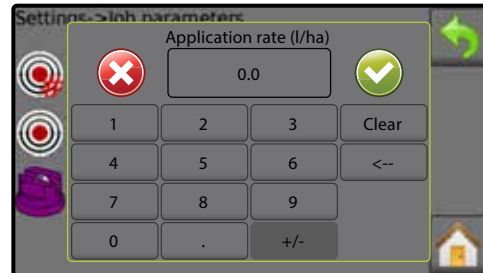 Settings->Job parameters
Application rate (l/ha)
0.0
1 2 3 Clear
4 5 6 <--
7 8 9
0 . +/-